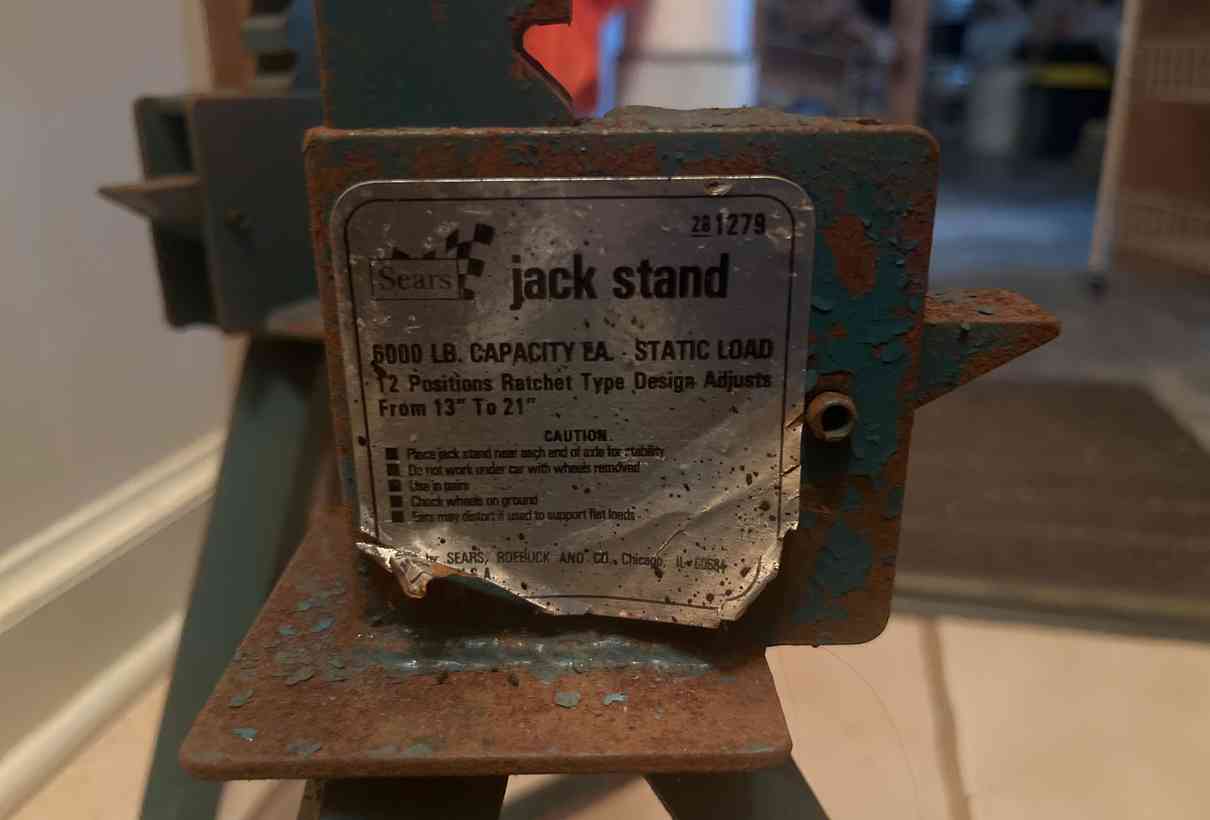 281279
Sears
jack stand
6000 LB. CAPACITY EA. - STATIC LOAD
12 Positions Ratchet Type Design Adjusts
From 13" To 21"
CAUTION.
Place jack stand near each end of axle for stability
Do not work under car with wheels removed
Use in pairs
Chock wheels on ground
Ears may distort if used to support flat loads
by SEARS, ROEBUCK AND CO., Chicago, IL 60684
U.S.A.